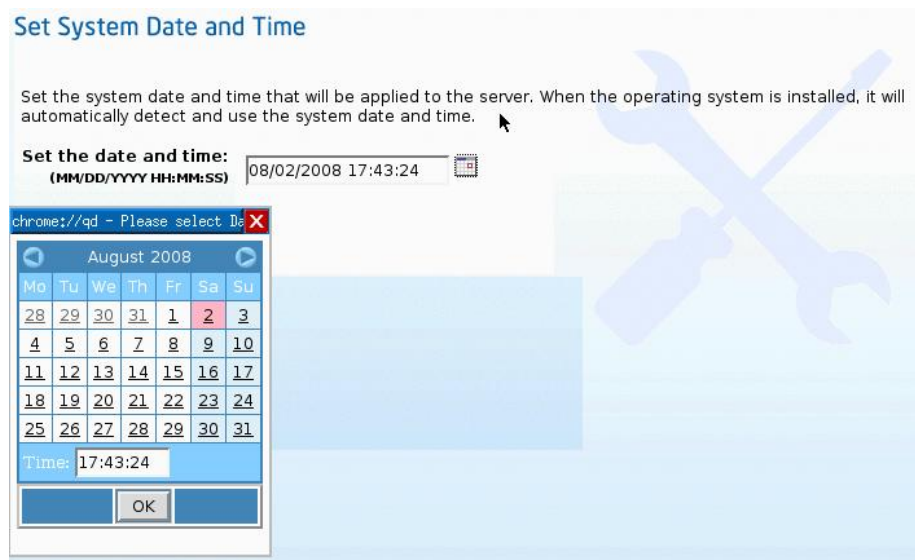 Set System Date and Time
Set the system date and time that will be applied to the server. When the operating system is installed, it will
automatically detect and use the system date and time.
Set the date and time:
(MM/DD/YYYY HH:MM:SS)
08/02/2008 17:43:24
chrome://qd - Please select Da
August 2008
Mo Tu We Th Fr Sa Su
28 29 30 31 1 2 3
4 5 6 7 8 9 10
11 12 13 14 15 16 17
18 19 20 21 22 23 24
25 26 27 28 29 30 31
Time: 17:43:24
OK